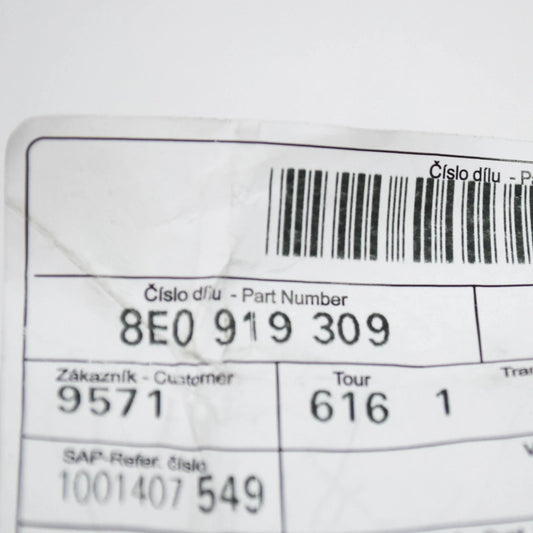 Číslo dílu - P
Číslo dílu - Part Number
8E0 919 309
Zákazník - Customer
Tour
Tran
9571
616 1
SAP-Refer. číslo
1001407 549